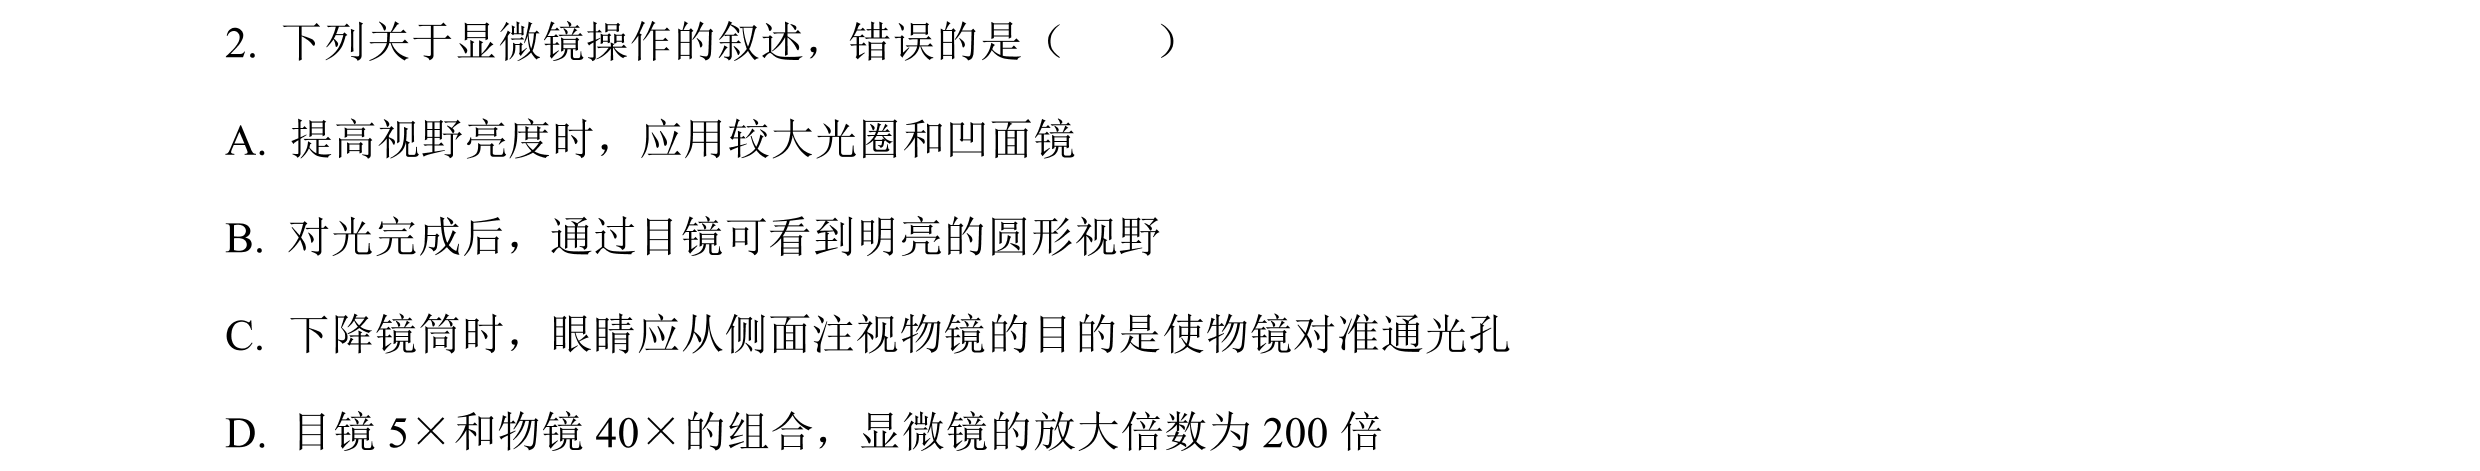 2. 下列关于显微镜操作的叙述，错误的是（　　）
A. 提高视野亮度时，应用较大光圈和凹面镜
B. 对光完成后，通过目镜可看到明亮的圆形视野
C. 下降镜筒时，眼睛应从侧面注视物镜的目的是使物镜对准通光孔
D. 目镜 5×和物镜 40×的组合，显微镜的放大倍数为 200 倍